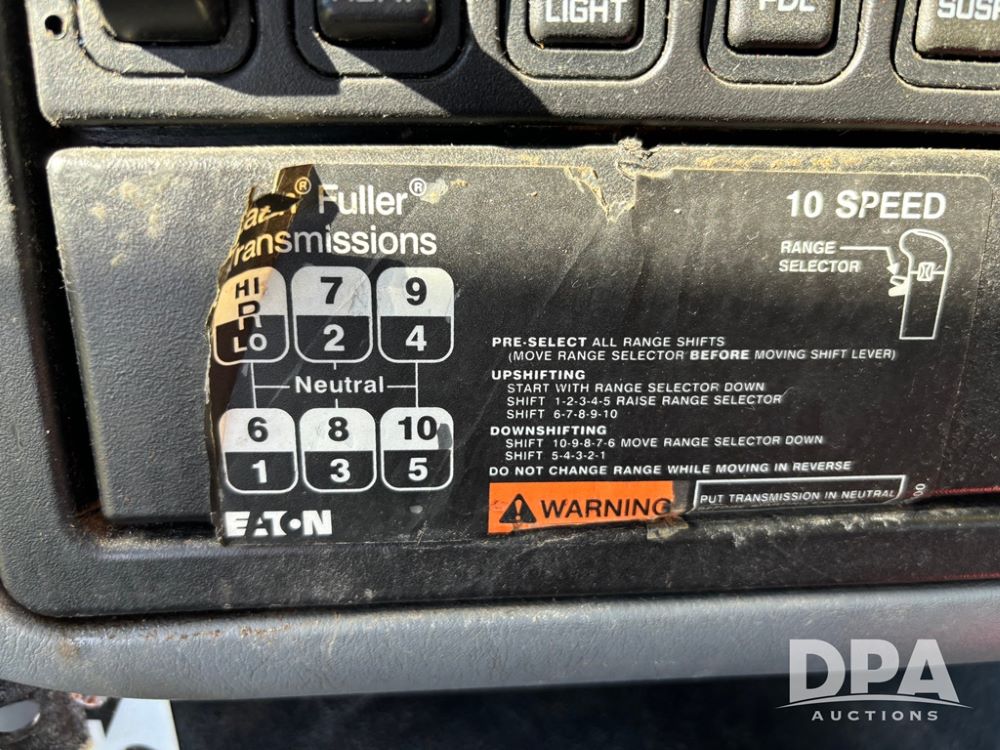 LIGHT
PDL
Fuller®
Transmissions
HI
R
LO
7
2
9
4
Neutral
6
1
8
3
10
5
EATON
10 SPEED
RANGE
SELECTOR
PRE-SELECT ALL RANGE SHIFTS
(MOVE RANGE SELECTOR BEFORE MOVING SHIFT LEVER)
UPSHIFTING
START WITH RANGE SELECTOR DOWN
SHIFT 1-2-3-4-5 RAISE RANGE SELECTOR
SHIFT 6-7-8-9-10
DOWNSHIFTING
SHIFT 10-9-8-7-6 MOVE RANGE SELECTOR DOWN
SHIFT 5-4-3-2-1
DO NOT CHANGE RANGE WHILE MOVING IN REVERSE
WARNING
PUT TRANSMISSION IN NEUTRAL
DPA
AUCTIONS